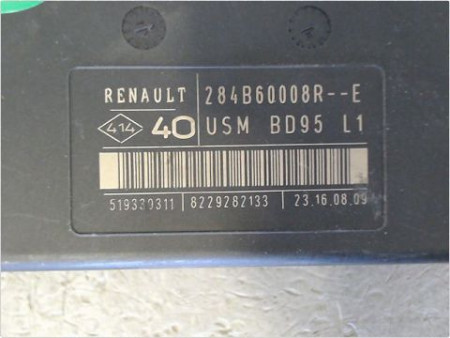 RENAULT 284B60008R--E
414 40 USM BD95 L1
519330311 8229282133 23.16.08.09